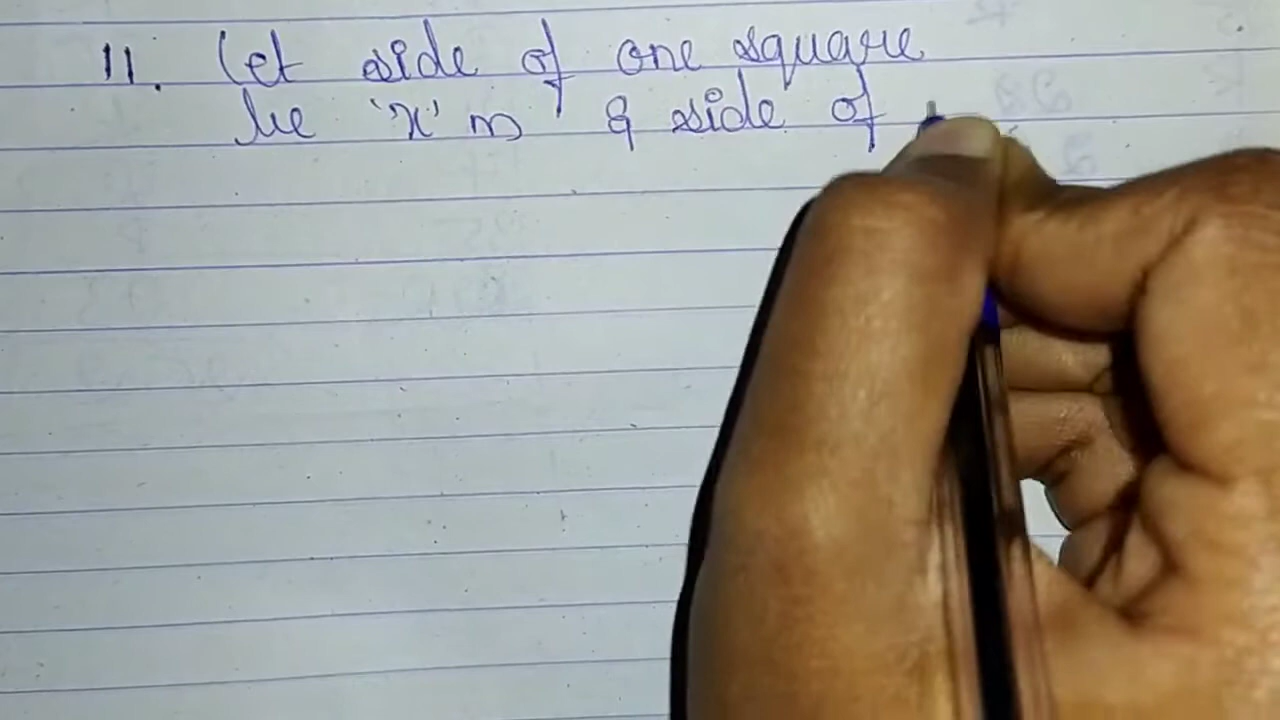 11. Let side of one square
be 'x' m & side of